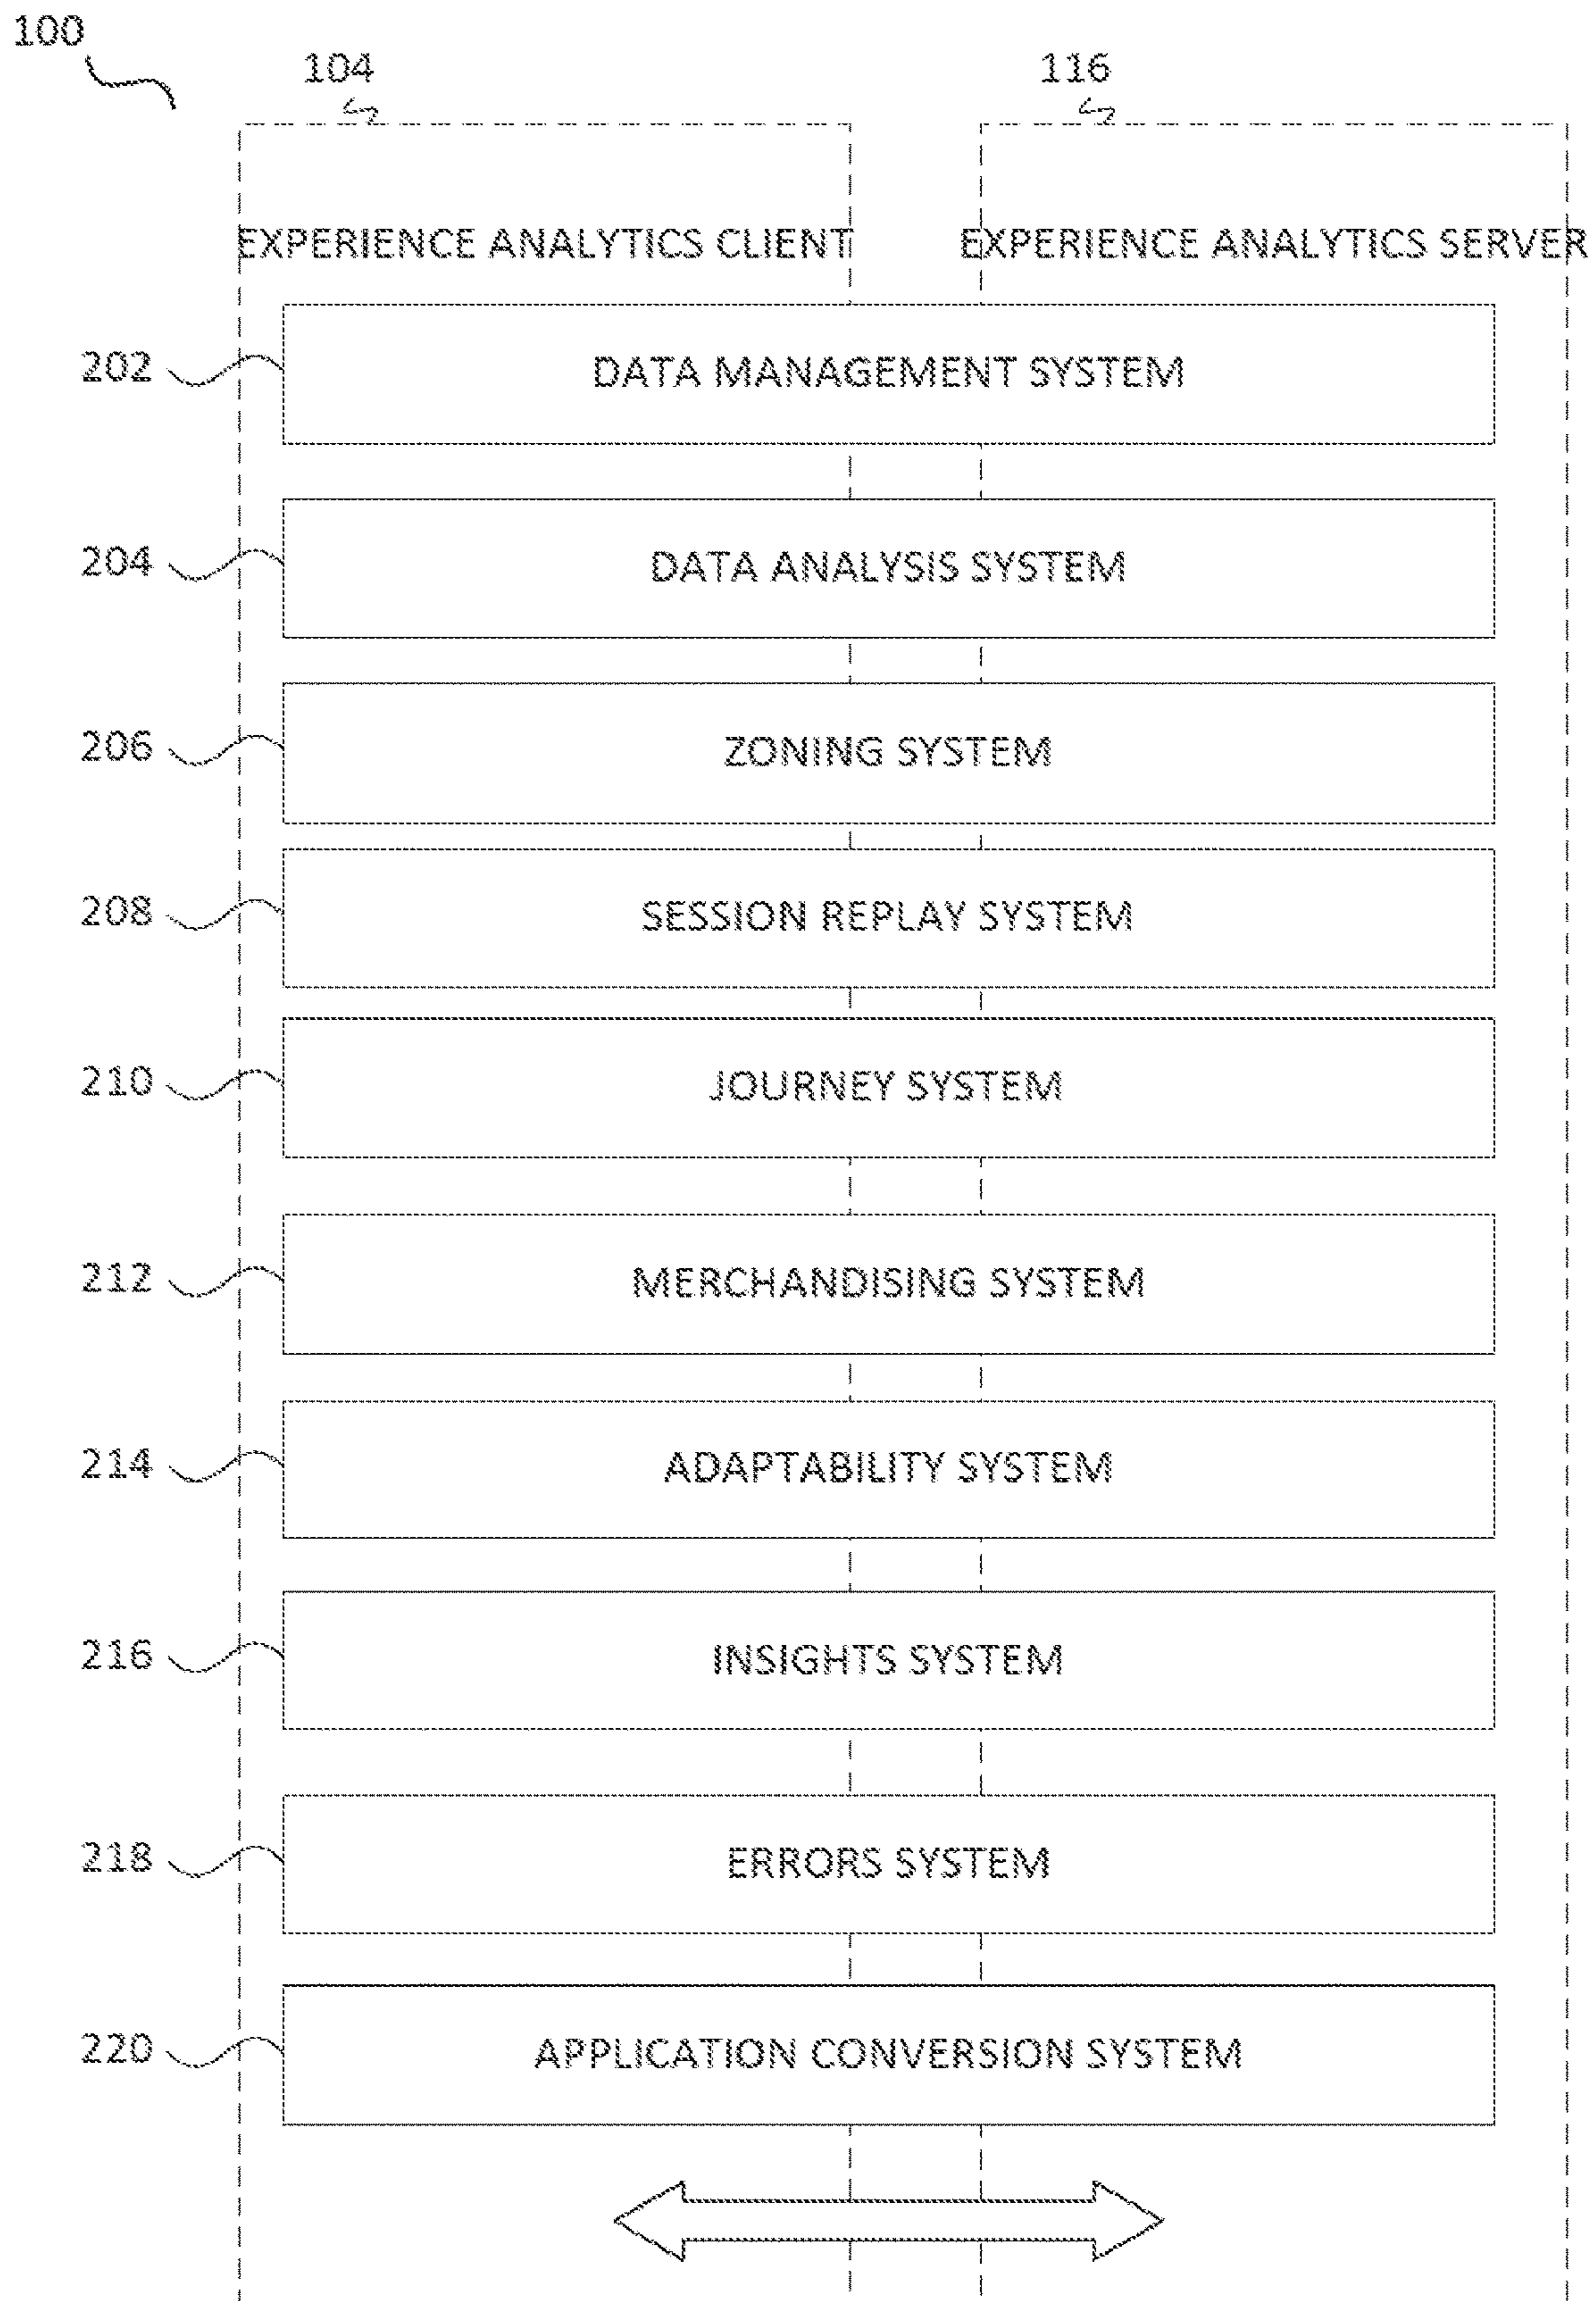 100
104
116
EXPERIENCE ANALYTICS CLIENT
EXPERIENCE ANALYTICS SERVER
202
DATA MANAGEMENT SYSTEM
204
DATA ANALYSIS SYSTEM
206
ZONING SYSTEM
208
SESSION REPLAY SYSTEM
210
JOURNEY SYSTEM
212
MERCHANDISING SYSTEM
214
ADAPTABILITY SYSTEM
216
INSIGHTS SYSTEM
218
ERRORS SYSTEM
220
APPLICATION CONVERSION SYSTEM